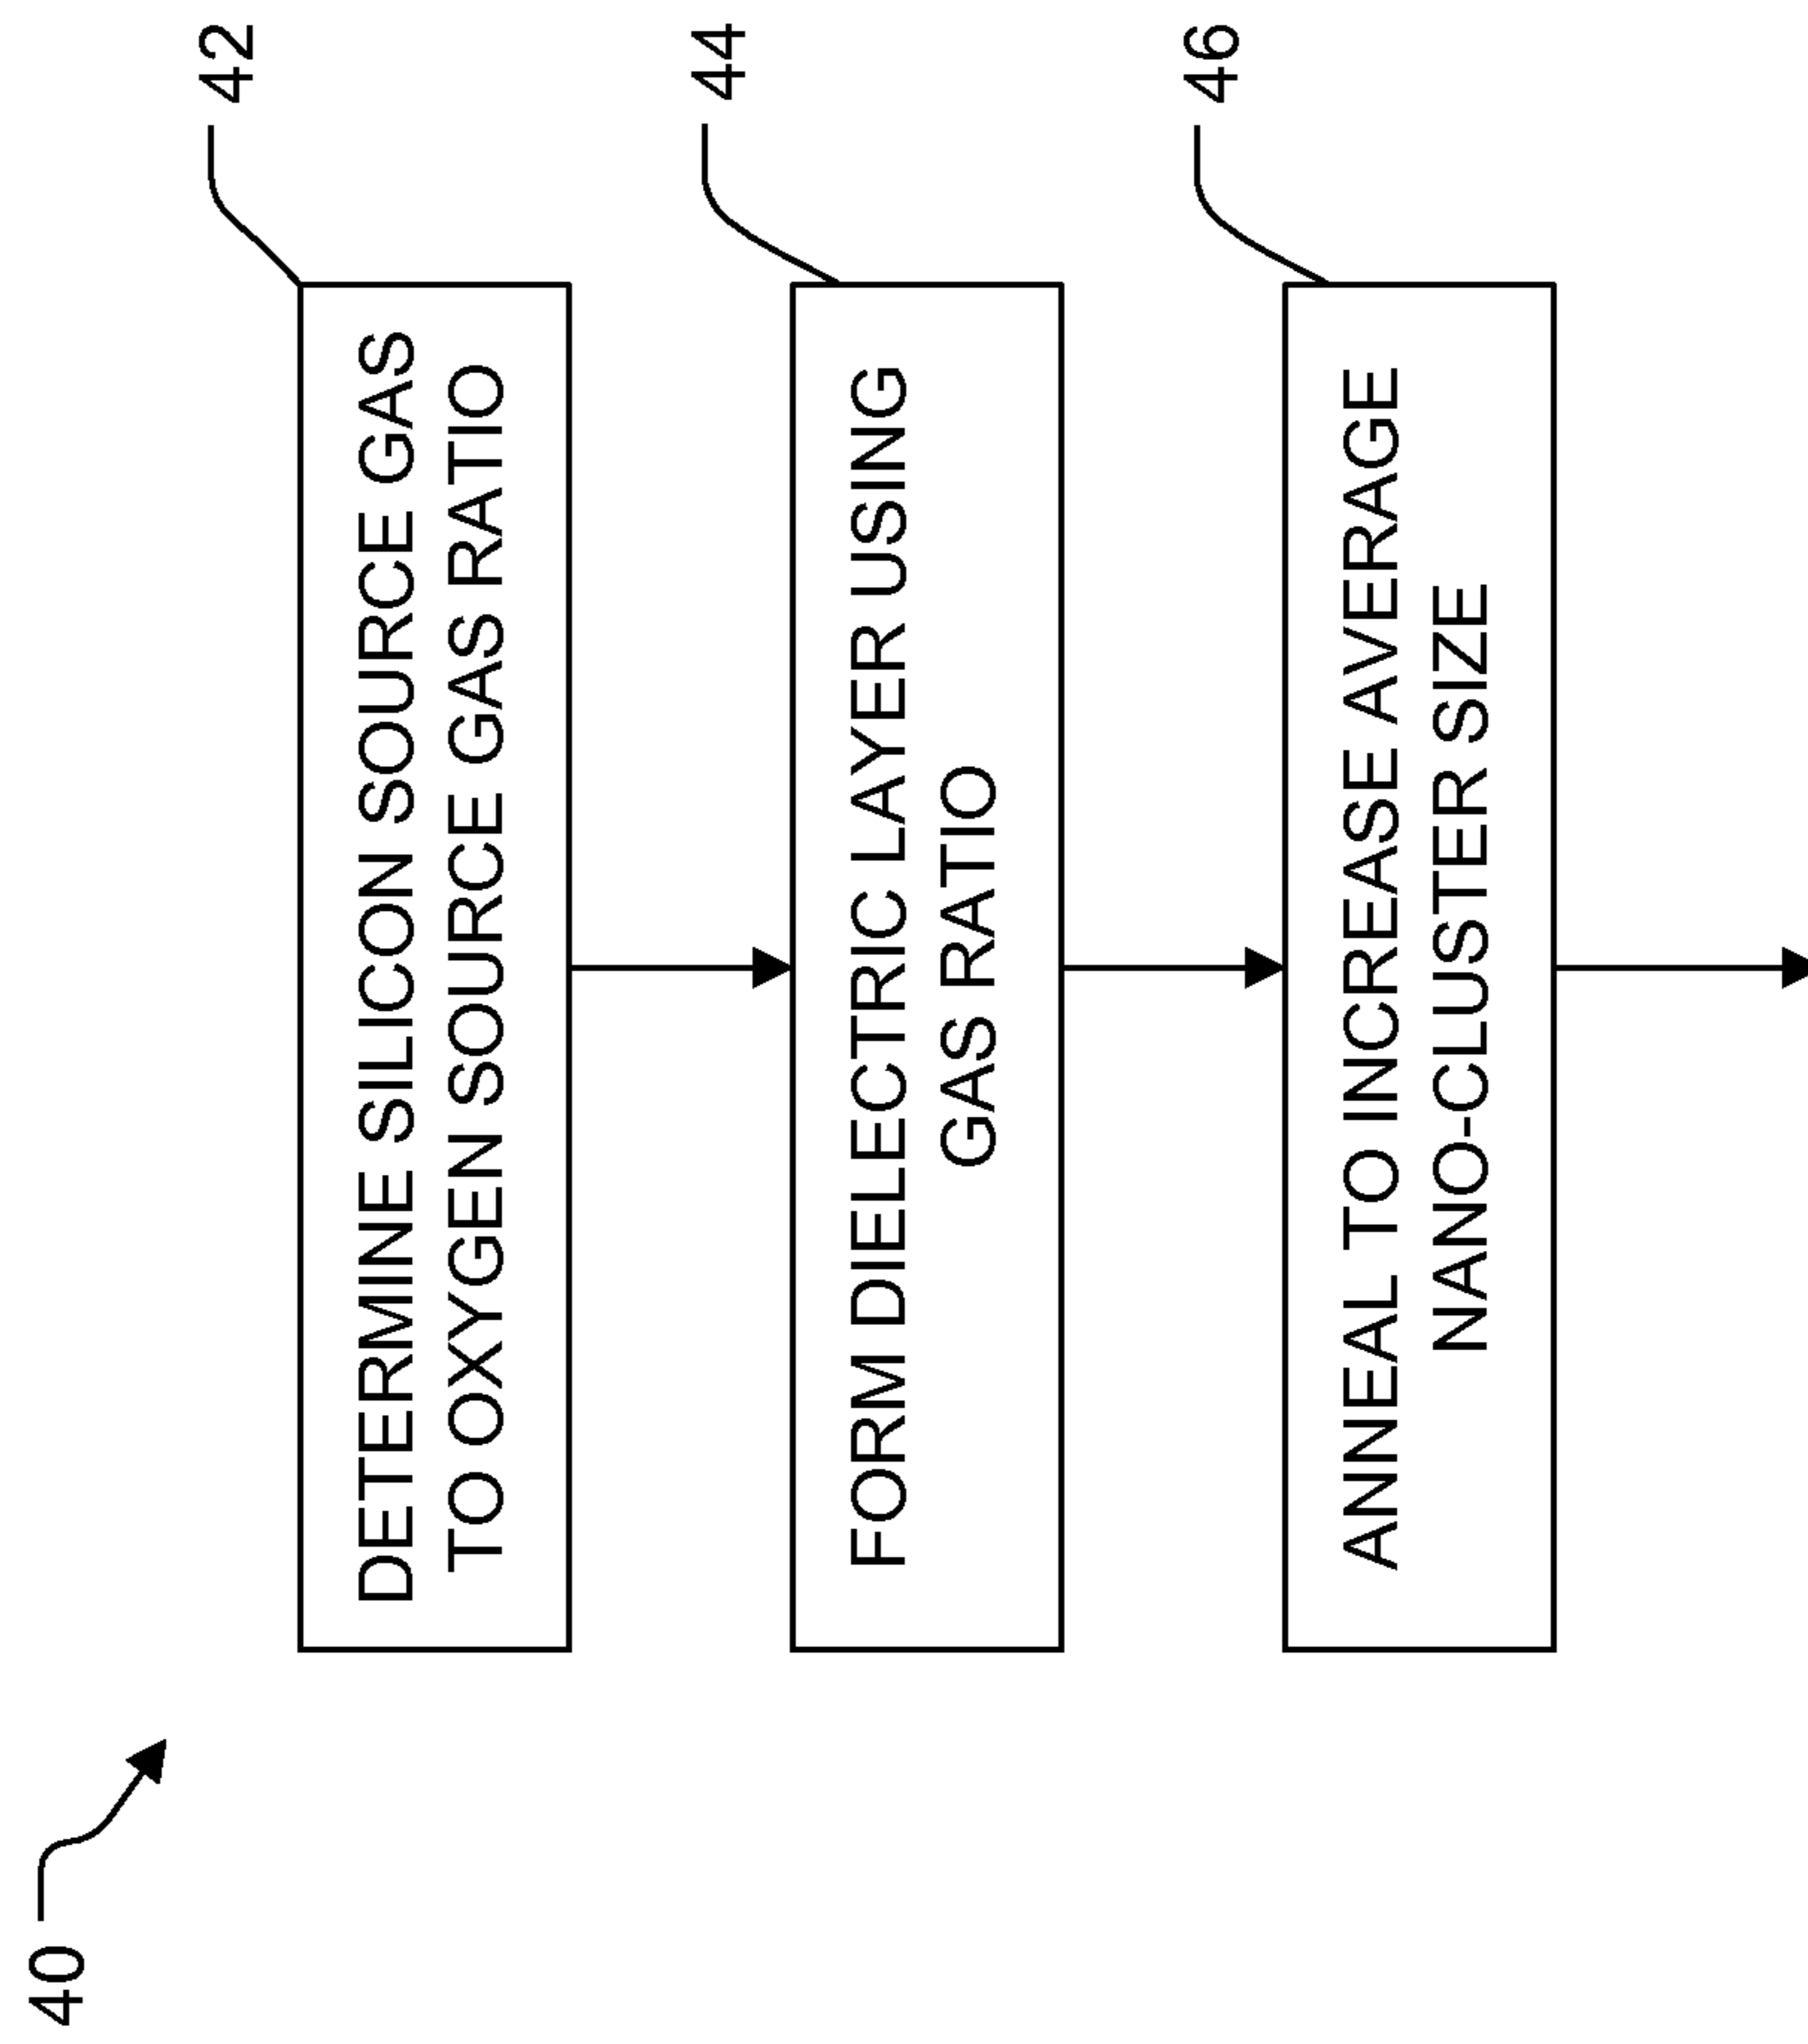 40
42
DETERMINE SILICON SOURCE GAS
TO OXYGEN SOURCE GAS RATIO
44
FORM DIELECTRIC LAYER USING
GAS RATIO
46
ANNEAL TO INCREASE AVERAGE
NANO-CLUSTER SIZE